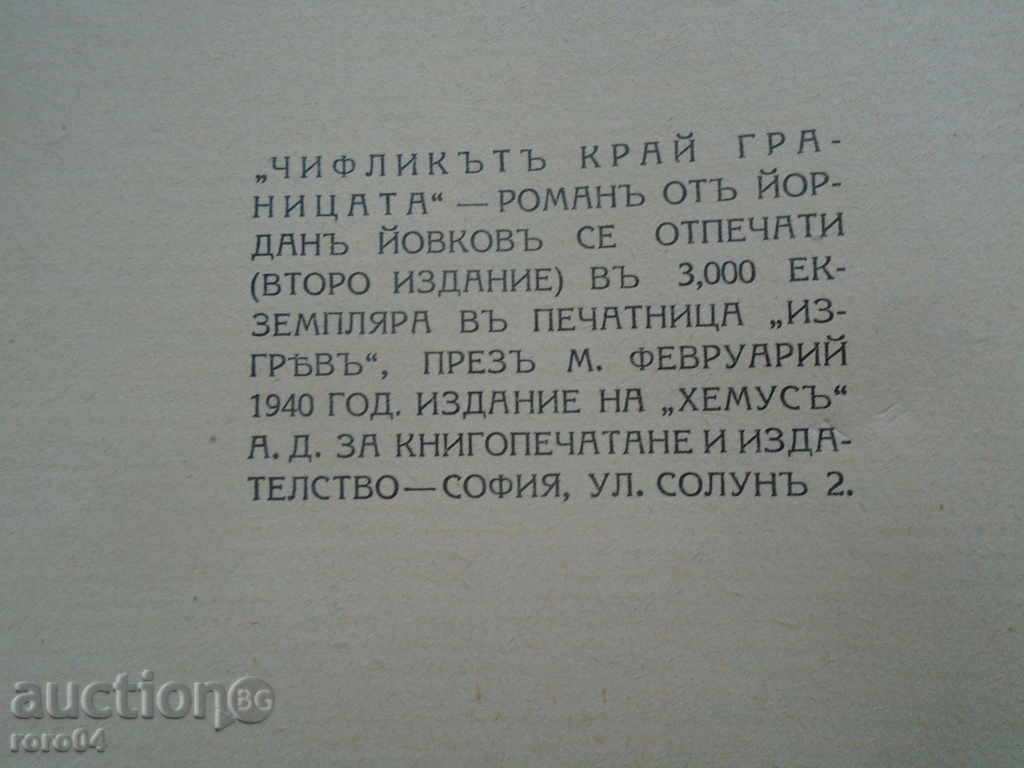 „ЧИФЛИКЪТЪ КРАЙ ГРА-
НИЦАТА“ — РОМАНЪ ОТЪ ЙОР-
ДАНЪ ЙОВКОВЪ СЕ ОТПЕЧАТИ
(ВТОРО ИЗДАНИЕ) ВЪ 3,000 ЕК-
ЗЕМПЛЯРА ВЪ ПЕЧАТНИЦА „ИЗ-
ГРѢВЪ“, ПРЕЗЪ М. ФЕВРУАРИЙ
1940 ГОД. ИЗДАНИЕ НА „ХЕМУСЪ“
А. Д. ЗА КНИГОПЕЧАТАНЕ И ИЗДА-
ТЕЛСТВО—СОФИЯ, УЛ. СОЛУНЪ 2.
auction BG
roro04